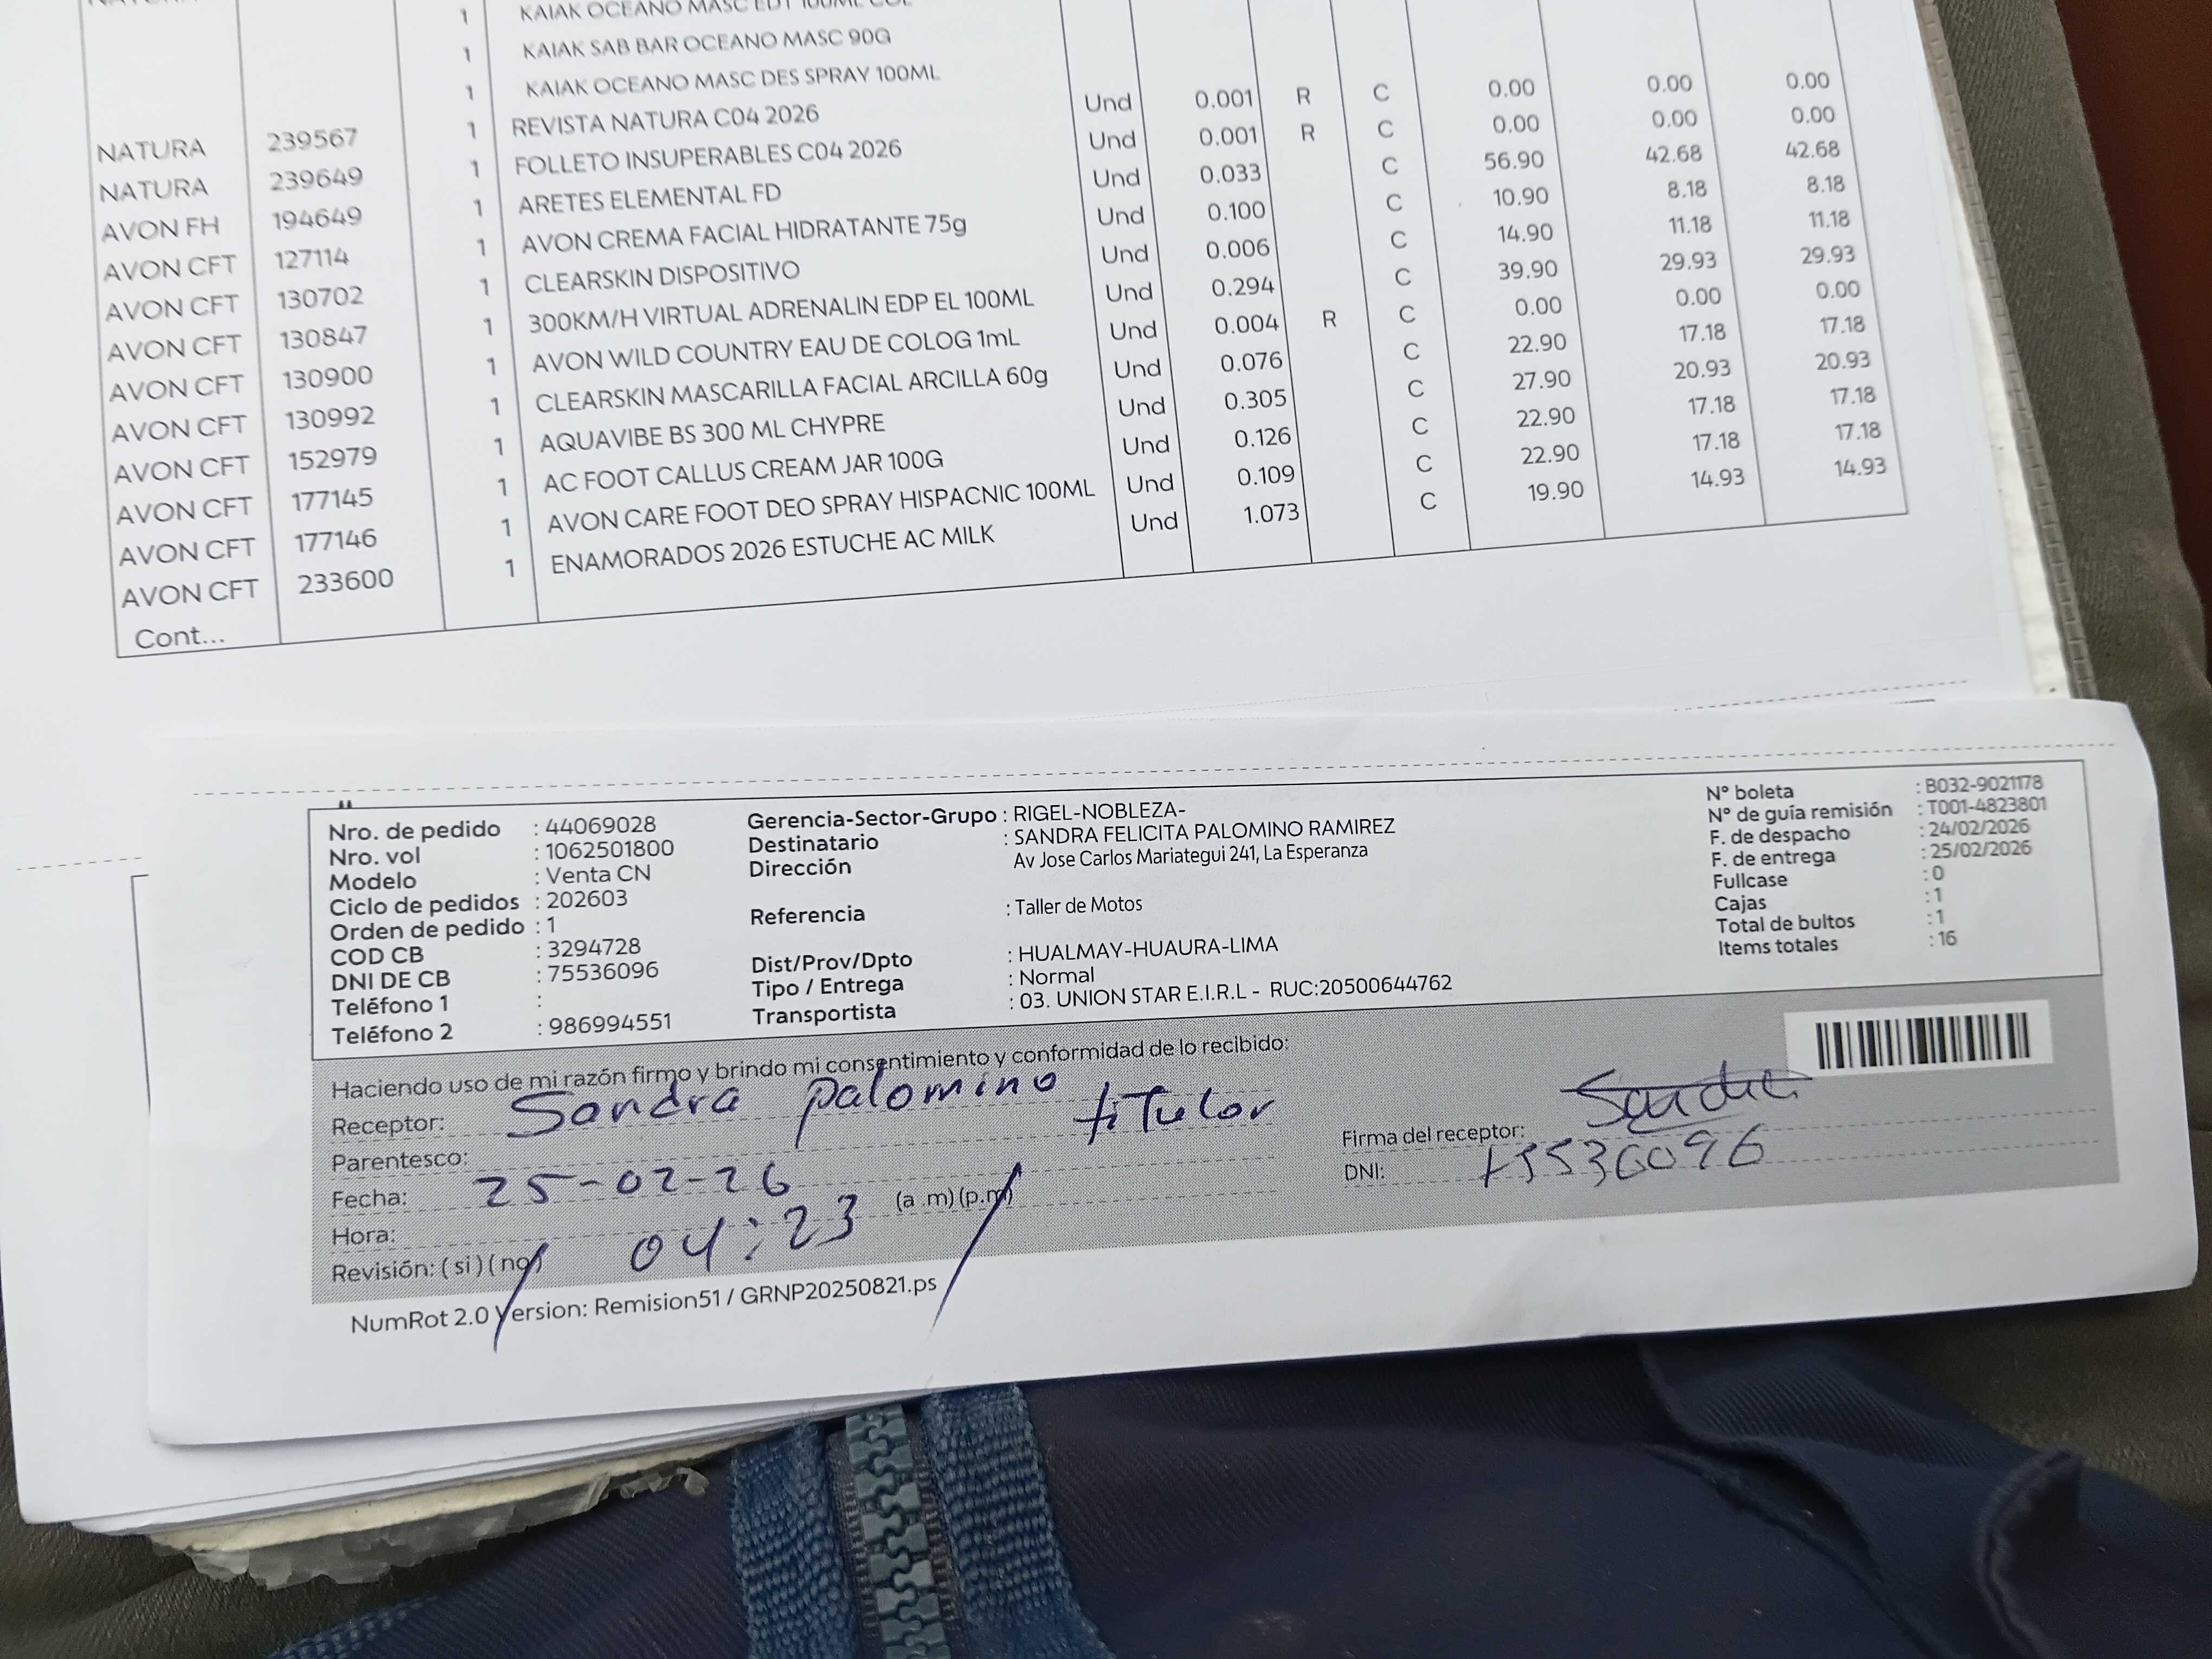 1 KAIAK OCEANO MASC EDT 100ML COL
1 KAIAK SAB BAR OCEANO MASC 90G
1 KAIAK OCEANO MASC DES SPRAY 100ML
NATURA 239567 1 REVISTA NATURA C04 2026 Und 0.001 R C 0.00 0.00 0.00
NATURA 239649 1 FOLLETO INSUPERABLES C04 2026 Und 0.001 R C 0.00 0.00 0.00
AVON FH 194649 1 ARETES ELEMENTAL FD Und 0.033 C 56.90 42.68 42.68
AVON CFT 127114 1 AVON CREMA FACIAL HIDRATANTE 75g Und 0.100 C 10.90 8.18 8.18
AVON CFT 130702 1 CLEARSKIN DISPOSITIVO Und 0.006 C 14.90 11.18 11.18
AVON CFT 130847 1 300KM/H VIRTUAL ADRENALIN EDP EL 100ML Und 0.294 C 39.90 29.93 29.93
AVON CFT 130900 1 AVON WILD COUNTRY EAU DE COLOG 1mL Und 0.004 R C 0.00 0.00 0.00
AVON CFT 130992 1 CLEARSKIN MASCARILLA FACIAL ARCILLA 60g Und 0.076 C 22.90 17.18 17.18
AVON CFT 152979 1 AQUAVIBE BS 300 ML CHYPRE Und 0.305 C 27.90 20.93 20.93
AVON CFT 177145 1 AC FOOT CALLUS CREAM JAR 100G Und 0.126 C 22.90 17.18 17.18
AVON CFT 177146 1 AVON CARE FOOT DEO SPRAY HISPACNIC 100ML Und 0.109 C 22.90 17.18 17.18
AVON CFT 233600 1 ENAMORADOS 2026 ESTUCHE AC MILK Und 1.073 C 19.90 14.93 14.93
Cont...
Nro. de pedido : 44069028
Nro. vol : 1062501800
Modelo : Venta CN
Ciclo de pedidos : 202603
Orden de pedido : 1
COD CB : 3294728
DNI DE CB : 75536096
Teléfono 1 :
Teléfono 2 : 986994551
Gerencia-Sector-Grupo : RIGEL-NOBLEZA-
Destinatario : SANDRA FELICITA PALOMINO RAMIREZ
Dirección Av Jose Carlos Mariategui 241, La Esperanza
Referencia : Taller de Motos
Dist/Prov/Dpto : HUALMAY-HUAURA-LIMA
Tipo / Entrega : Normal
Transportista : 03. UNION STAR E.I.R.L - RUC:20500644762
N° boleta : B032-9021178
N° de guía remisión : T001-4823801
F. de despacho : 24/02/2026
F. de entrega : 25/02/2026
Fullcase : 0
Cajas : 1
Total de bultos : 1
Items totales : 16
Haciendo uso de mi razón firmo y brindo mi consentimiento y conformidad de lo recibido:
Receptor: Sandra palomino
Parentesco: tiTular
Fecha: 25-02-26
Hora: 04:23 (a .m) (p.m)
Revisión: ( si ) ( no )
Firma del receptor: Sandra
DNI: 75536096
NumRot 2.0 Version: Remision51 / GRNP20250821.ps